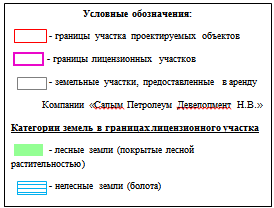 Условные обозначения:
- границы участка проектируемых объектов
- границы лицензионных участков
- земельные участки, предоставленные в аренду
Компании «Салым Петролеум Девелопмент Н.В.»
Категории земель в границах лицензионного участка
- лесные земли (покрытые лесной
растительностью)
- нелесные земли (болота)